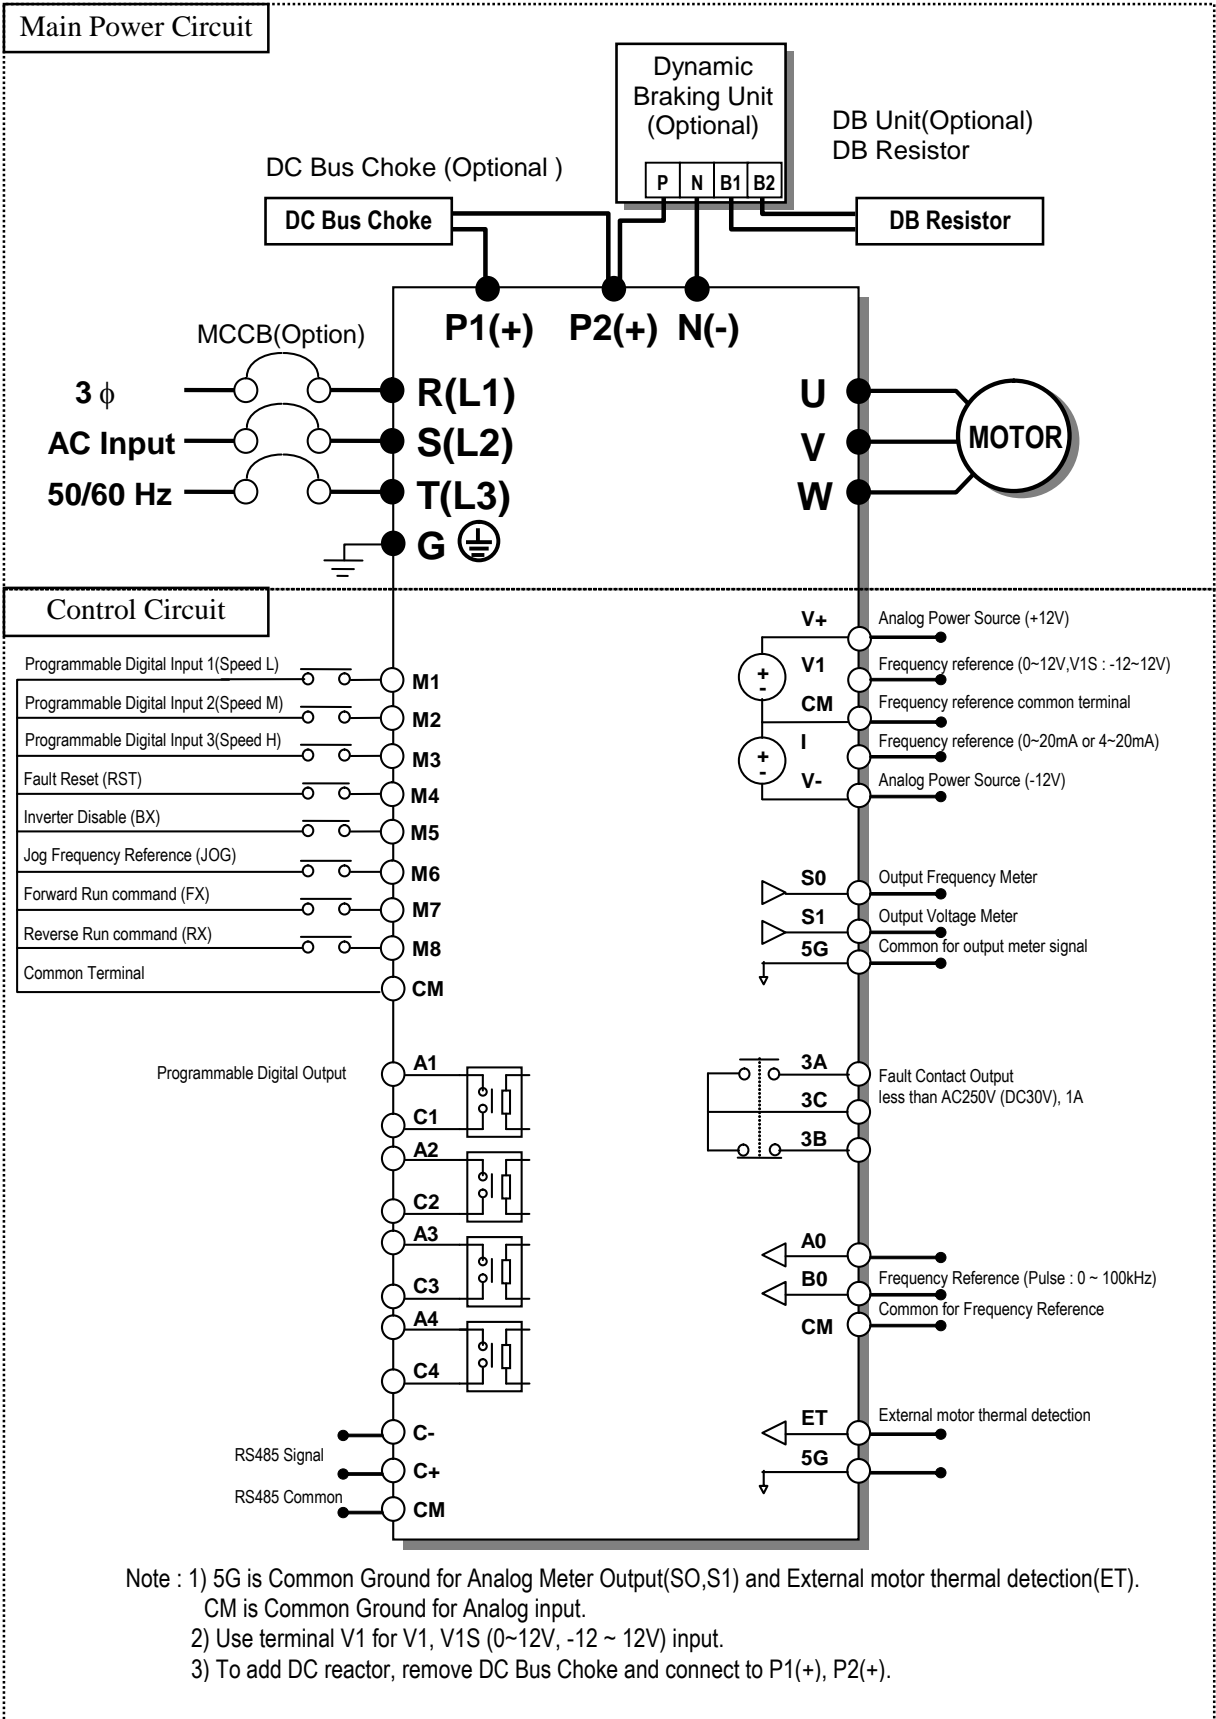 Main Power Circuit
Dynamic
Braking Unit
(Optional)
P N B1 B2
DB Unit(Optional)
DB Resistor
DC Bus Choke (Optional )
DC Bus Choke
DB Resistor
P1(+) P2(+) N(-)
MCCB(Option)
3 ϕ
R(L1)
U
AC Input
S(L2)
V
MOTOR
50/60 Hz
T(L3)
W
G
Control Circuit
Programmable Digital Input 1(Speed L)
M1
Programmable Digital Input 2(Speed M)
M2
Programmable Digital Input 3(Speed H)
M3
Fault Reset (RST)
M4
Inverter Disable (BX)
M5
Jog Frequency Reference (JOG)
M6
Forward Run command (FX)
M7
Reverse Run command (RX)
M8
Common Terminal
CM
V+
Analog Power Source (+12V)
+
-
V1
Frequency reference (0~12V,V1S : -12~12V)
CM
Frequency reference common terminal
+
-
I
Frequency reference (0~20mA or 4~20mA)
V-
Analog Power Source (-12V)
S0
Output Frequency Meter
S1
Output Voltage Meter
5G
Common for output meter signal
Programmable Digital Output
A1
C1
A2
C2
A3
C3
A4
C4
3A
Fault Contact Output
less than AC250V (DC30V), 1A
3C
3B
A0
B0
Frequency Reference (Pulse : 0 ~ 100kHz)
Common for Frequency Reference
CM
C-
RS485 Signal
C+
RS485 Common
CM
ET
External motor thermal detection
5G
Note : 1) 5G is Common Ground for Analog Meter Output(SO,S1) and External motor thermal detection(ET).
CM is Common Ground for Analog input.
2) Use terminal V1 for V1, V1S (0~12V, -12 ~ 12V) input.
3) To add DC reactor, remove DC Bus Choke and connect to P1(+), P2(+).